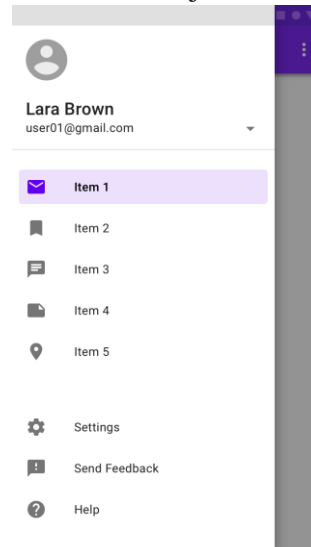 Lara Brown
user01@gmail.com
Item 1
Item 2
Item 3
Item 4
Item 5
Settings
Send Feedback
Help